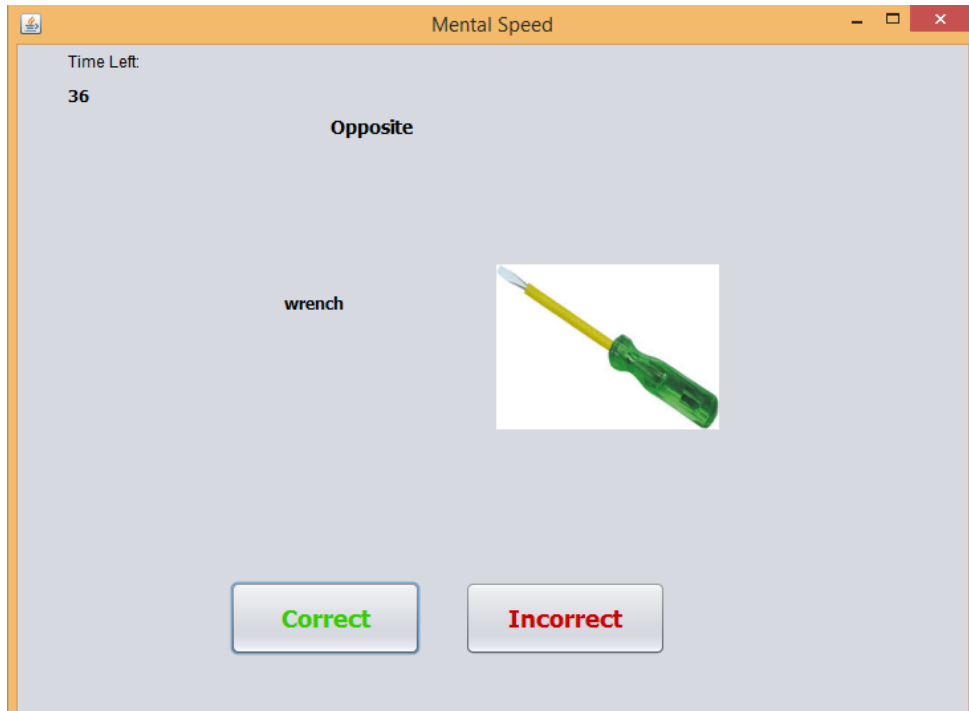 Mental Speed
Time Left:
36
Opposite
wrench
Correct
Incorrect